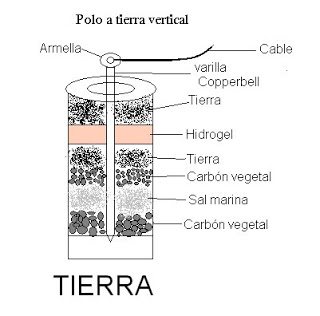 Polo a tierra vertical
Armella
Cable
varilla
Copperbell
Tierra
Hidrogel
Tierra
Carbón vegetal
Sal marina
Carbón vegetal
TIERRA